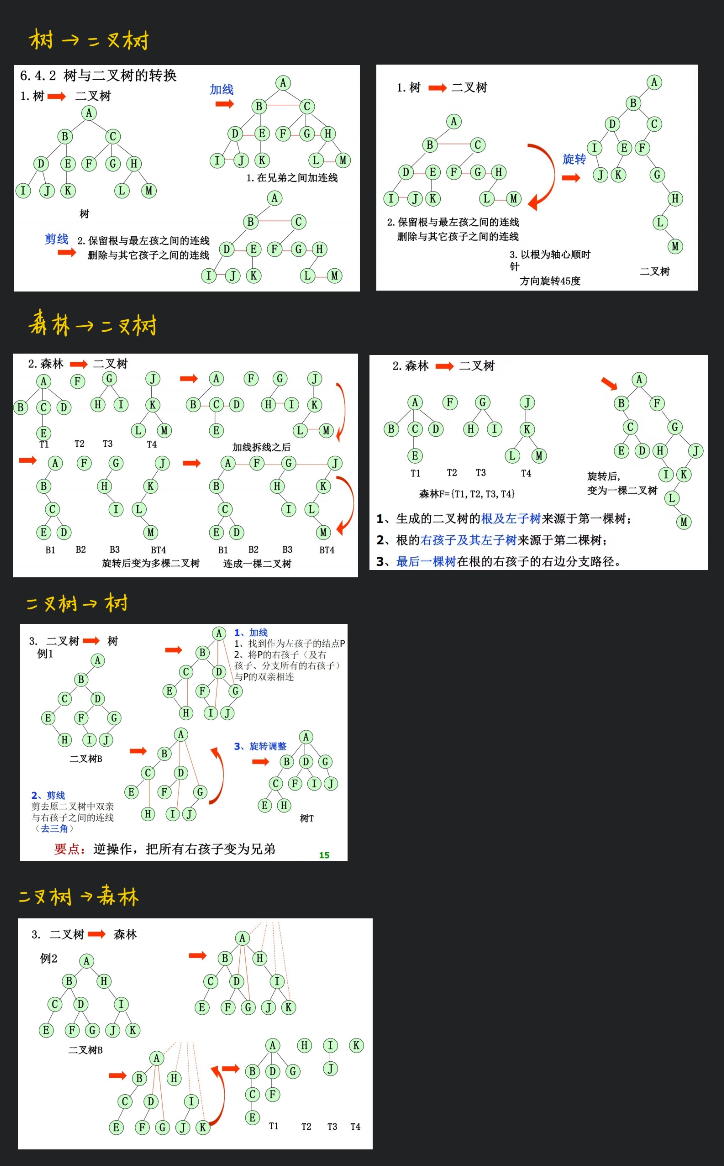 树→二叉树
6.4.2 树与二叉树的转换
1.树 二叉树
A
B C
D E F G H
I J K L M
树
加线
A
B C
D E F G H
I J K L M
1.在兄弟之间加连线
剪线
2.保留根与最左孩之间的连线
删除与其它孩子之间的连线
A
B C
D E F G H
I J K L M
1.树 二叉树
A
B C
D E F G H
I J K L M
2.保留根与最左孩之间的连线
删除与其它孩子之间的连线
旋转
3.以根为轴心顺时
针
方向旋转45度
A
B
D C
I E F
J K G
H
L
M
二叉树
森林→二叉树
2.森林 二叉树
A F G J
B C D H I K
E L M
T1 T2 T3 T4
A F G J
B C D H I K
E L M
加线拆线之后
A F G J
B H K
C I L
E D M
B1 B2 B3 BT4
旋转后变为多棵二叉树
A F G J
B H K
C I L
E D M
B1 B2 B3 BT4
连成一棵二叉树
2.森林 二叉树
A F G J
B C D H I K
E L M
T1 T2 T3 T4
森林F={T1,T2,T3,T4}
A
B F
C G
E D H J
I K
L
M
旋转后,
变为一棵二叉树
1、生成的二叉树的根及左子树来源于第一棵树;
2、根的右孩子及其左子树来源于第二棵树;
3、最后一棵树在根的右孩子的右边分支路径。
二叉树→树
3. 二叉树 树
例1
A
B
C D
E F G
H I J
二叉树B
A
B
C D
E F G
H I J
1、加线
1、找到作为左孩子的结点P
2、将P的右孩子(及右
孩子、分支所有的右孩子)
与P的双亲相连
2、剪线
剪去原二叉树中双亲
与右孩子之间的连线
(去三角)
A
B
C D
E F G
H I J
3、旋转调整
A
B D G
C F I J
E H
树T
要点:逆操作,把所有右孩子变为兄弟
15
二叉树→森林
3. 二叉树 森林
例2
A
B H
C D I
E F G J K
二叉树B
A
B H
C D I
E F G J K
A
B H
C D I
E F G J K
A H I K
B D G J
C F
E
T1 T2 T3 T4